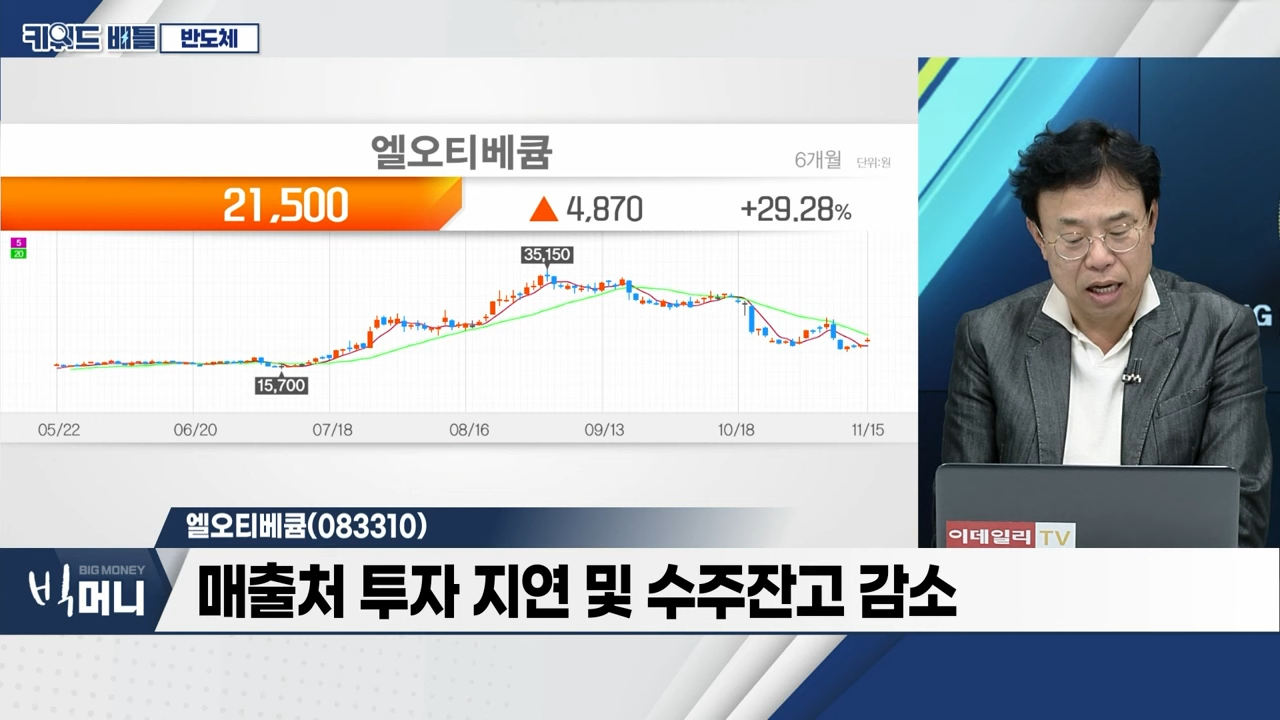 키워드 배틀 반도체
엘오티베큠
6개월 단위:원
21,500 ▲ 4,870 +29.28%
5
20
35,150
15,700
05/22 06/20 07/18 08/16 09/13 10/18 11/15
G
이데일리 TV
엘오티베큠(083310)
BIG MONEY
빅머니
매출처 투자 지연 및 수주잔고 감소